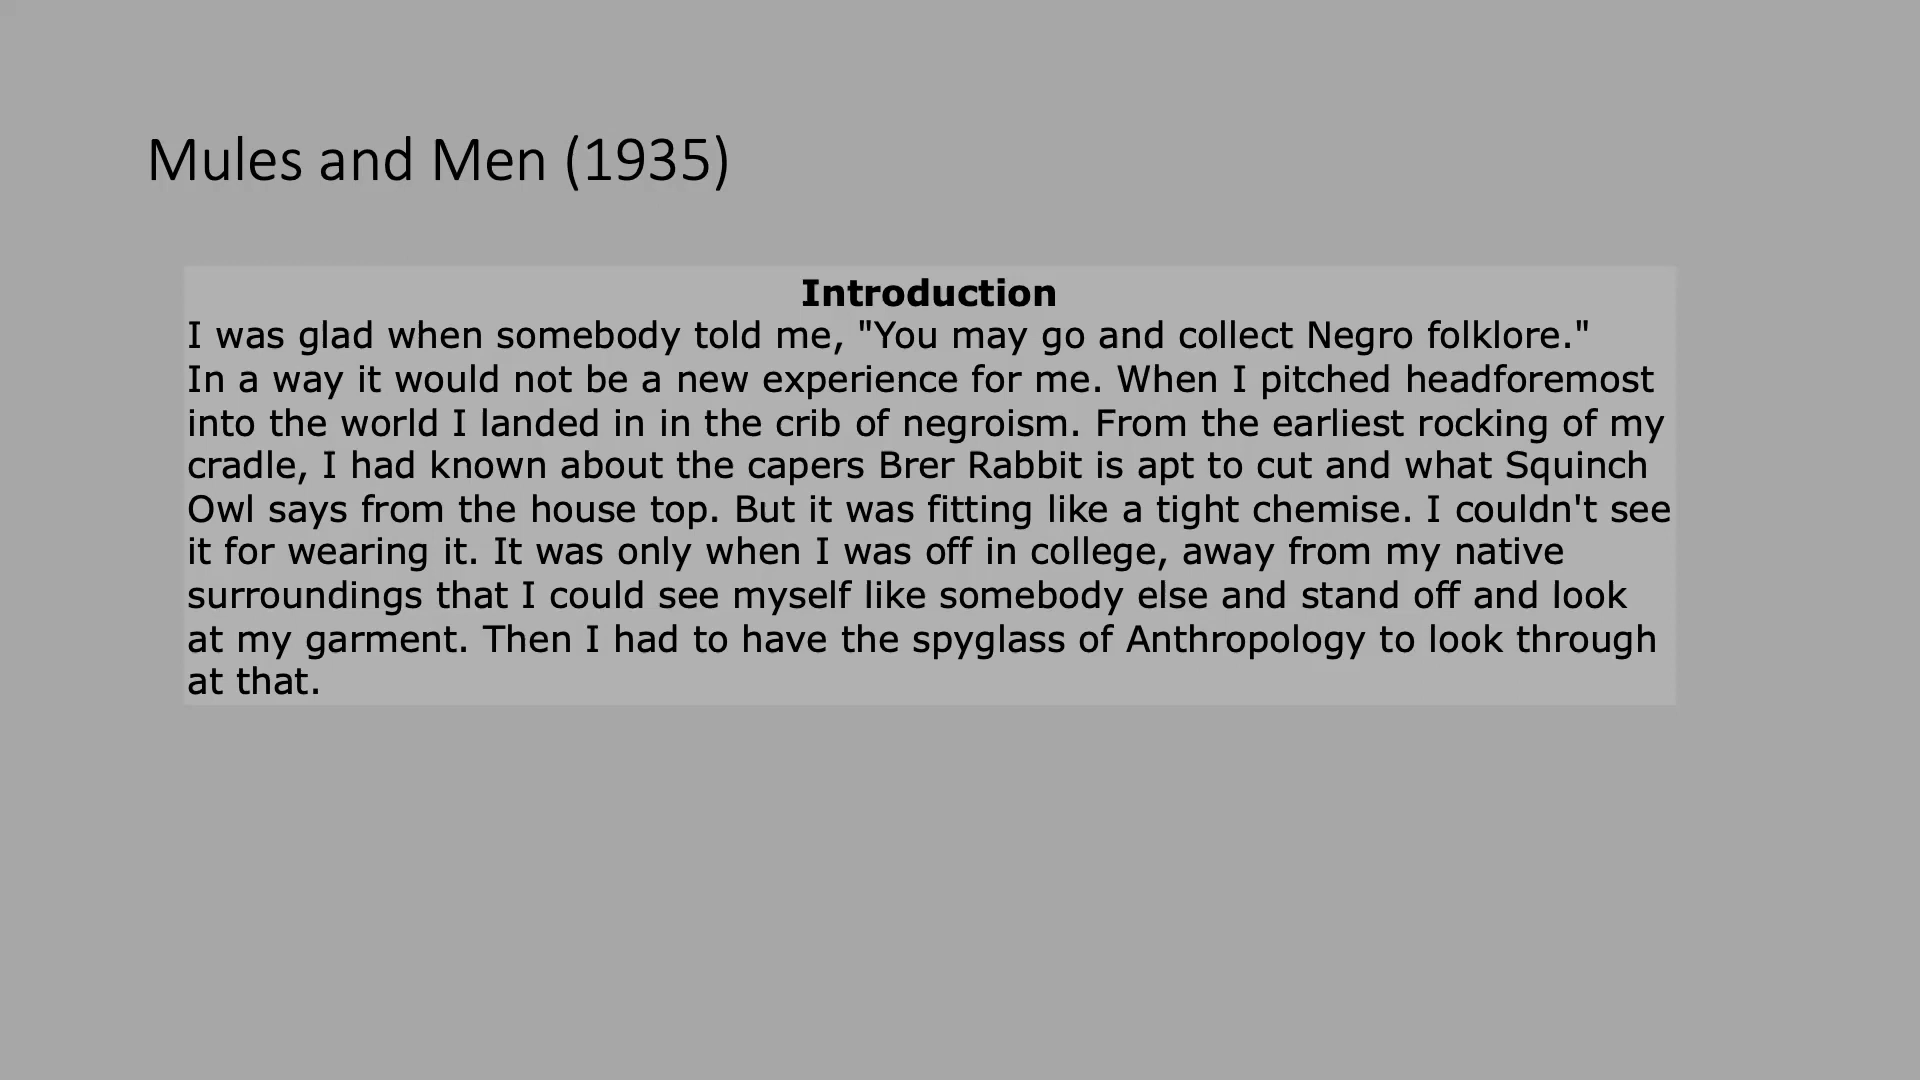 Mules and Men (1935)
Introduction
I was glad when somebody told me, "You may go and collect Negro folklore."
In a way it would not be a new experience for me. When I pitched headforemost
into the world I landed in in the crib of negroism. From the earliest rocking of my
cradle, I had known about the capers Brer Rabbit is apt to cut and what Squinch
Owl says from the house top. But it was fitting like a tight chemise. I couldn't see
it for wearing it. It was only when I was off in college, away from my native
surroundings that I could see myself like somebody else and stand off and look
at my garment. Then I had to have the spyglass of Anthropology to look through
at that.